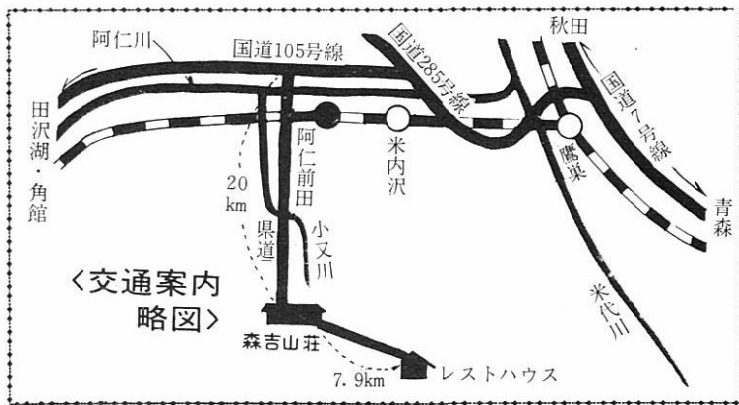 秋田
阿仁川
国道105号線
国道285号線
国道7号線
田沢湖・角館
阿仁前田
米内沢
鷹巣
青森
20
km
県道
小又川
米代川
<交通案内
略図>
森吉山荘
7.9km
レストハウス